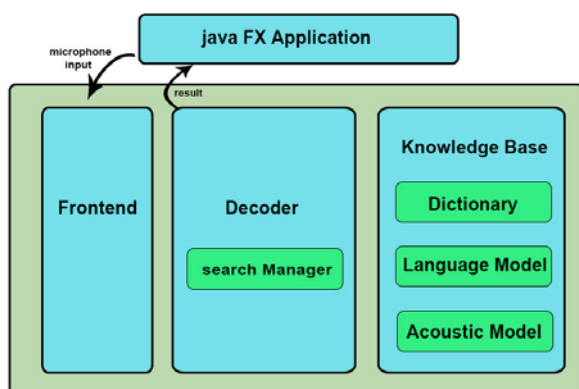 java FX Application
microphone
input
result
Frontend
Decoder
search Manager
Knowledge Base
Dictionary
Language Model
Acoustic Model